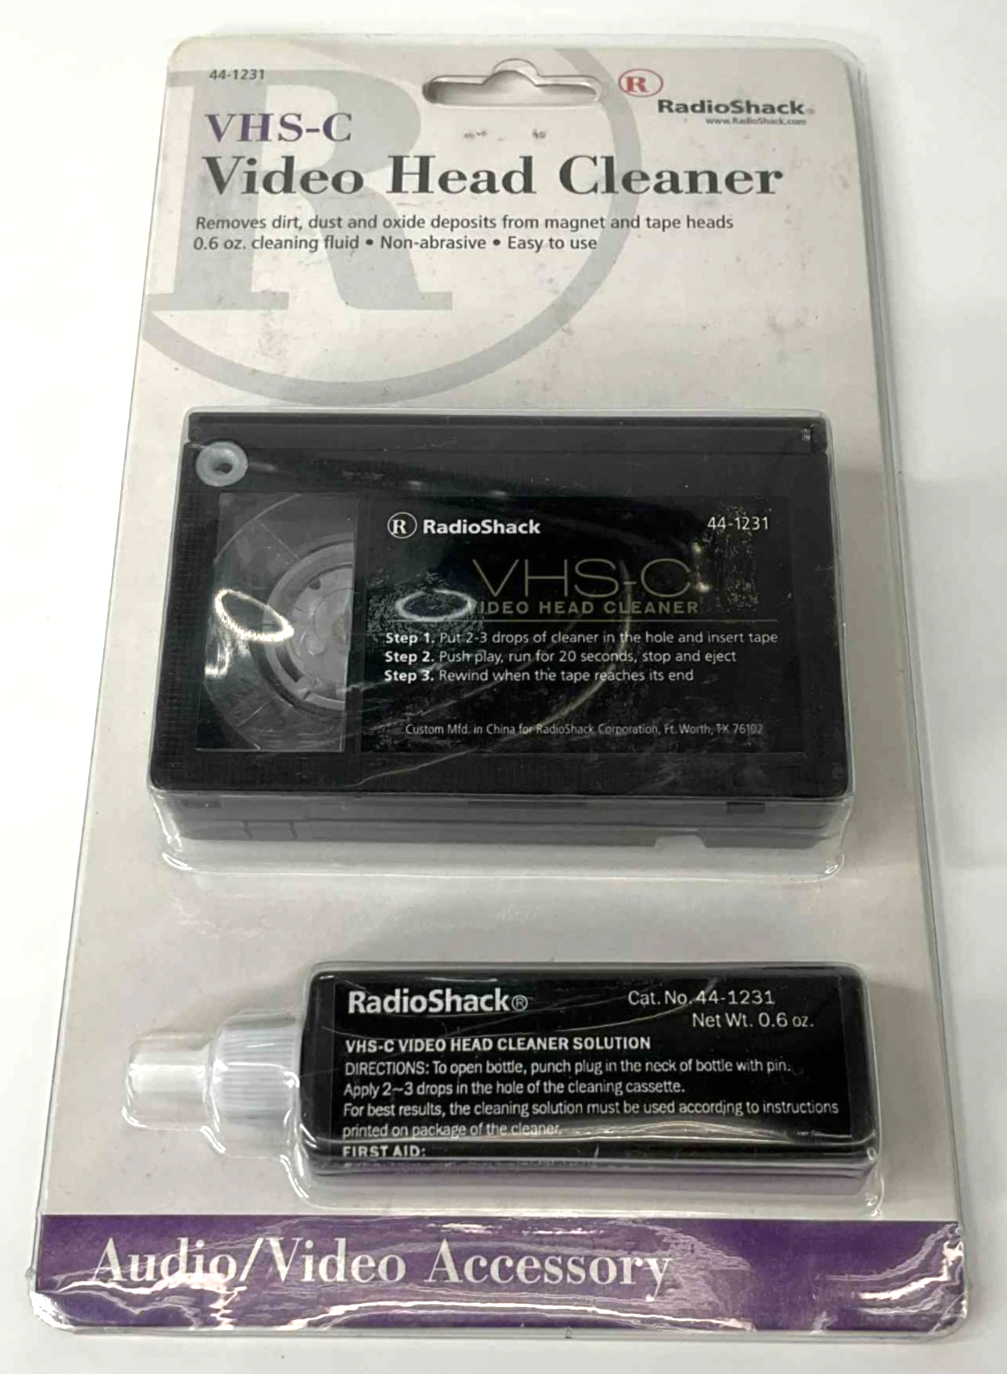 44-1231
R
RadioShack®
www.RadioShack.com
VHS-C
Video Head Cleaner
Removes dirt, dust and oxide deposits from magnet and tape heads
0.6 oz. cleaning fluid • Non-abrasive • Easy to use
R RadioShack
44-1231
VHS-C
VIDEO HEAD CLEANER
Step 1. Put 2-3 drops of cleaner in the hole and insert tape
Step 2. Push play, run for 20 seconds, stop and eject
Step 3. Rewind when the tape reaches its end
Custom Mfd. in China for RadioShack Corporation, Ft. Worth, TX 76102
RadioShack®
Cat. No. 44-1231
Net Wt. 0.6 oz.
VHS-C VIDEO HEAD CLEANER SOLUTION
DIRECTIONS: To open bottle, punch plug in the neck of bottle with pin.
Apply 2~3 drops in the hole of the cleaning cassette.
For best results, the cleaning solution must be used according to instructions
printed on package of the cleaner.
FIRST AID:
Audio/Video Accessory